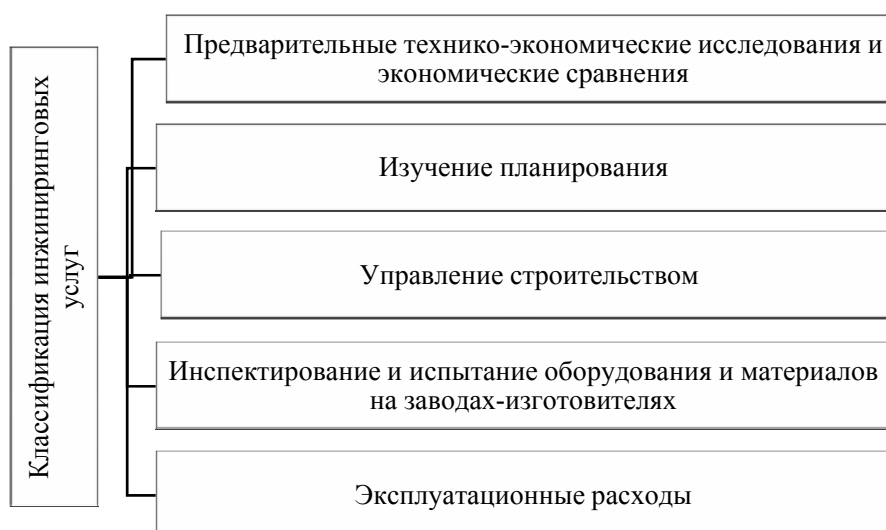 Классификация инжиниринговых
услуг
Предварительные технико-экономические исследования и
экономические сравнения
Изучение планирования
Управление строительством
Инспектирование и испытание оборудования и материалов
на заводах-изготовителях
Эксплуатационные расходы